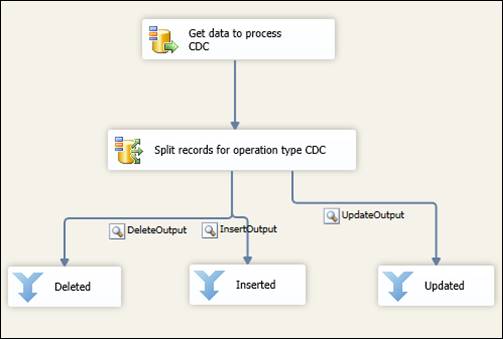 Get data to process
CDC
Split records for operation type CDC
DeleteOutput
InsertOutput
UpdateOutput
Deleted
Inserted
Updated